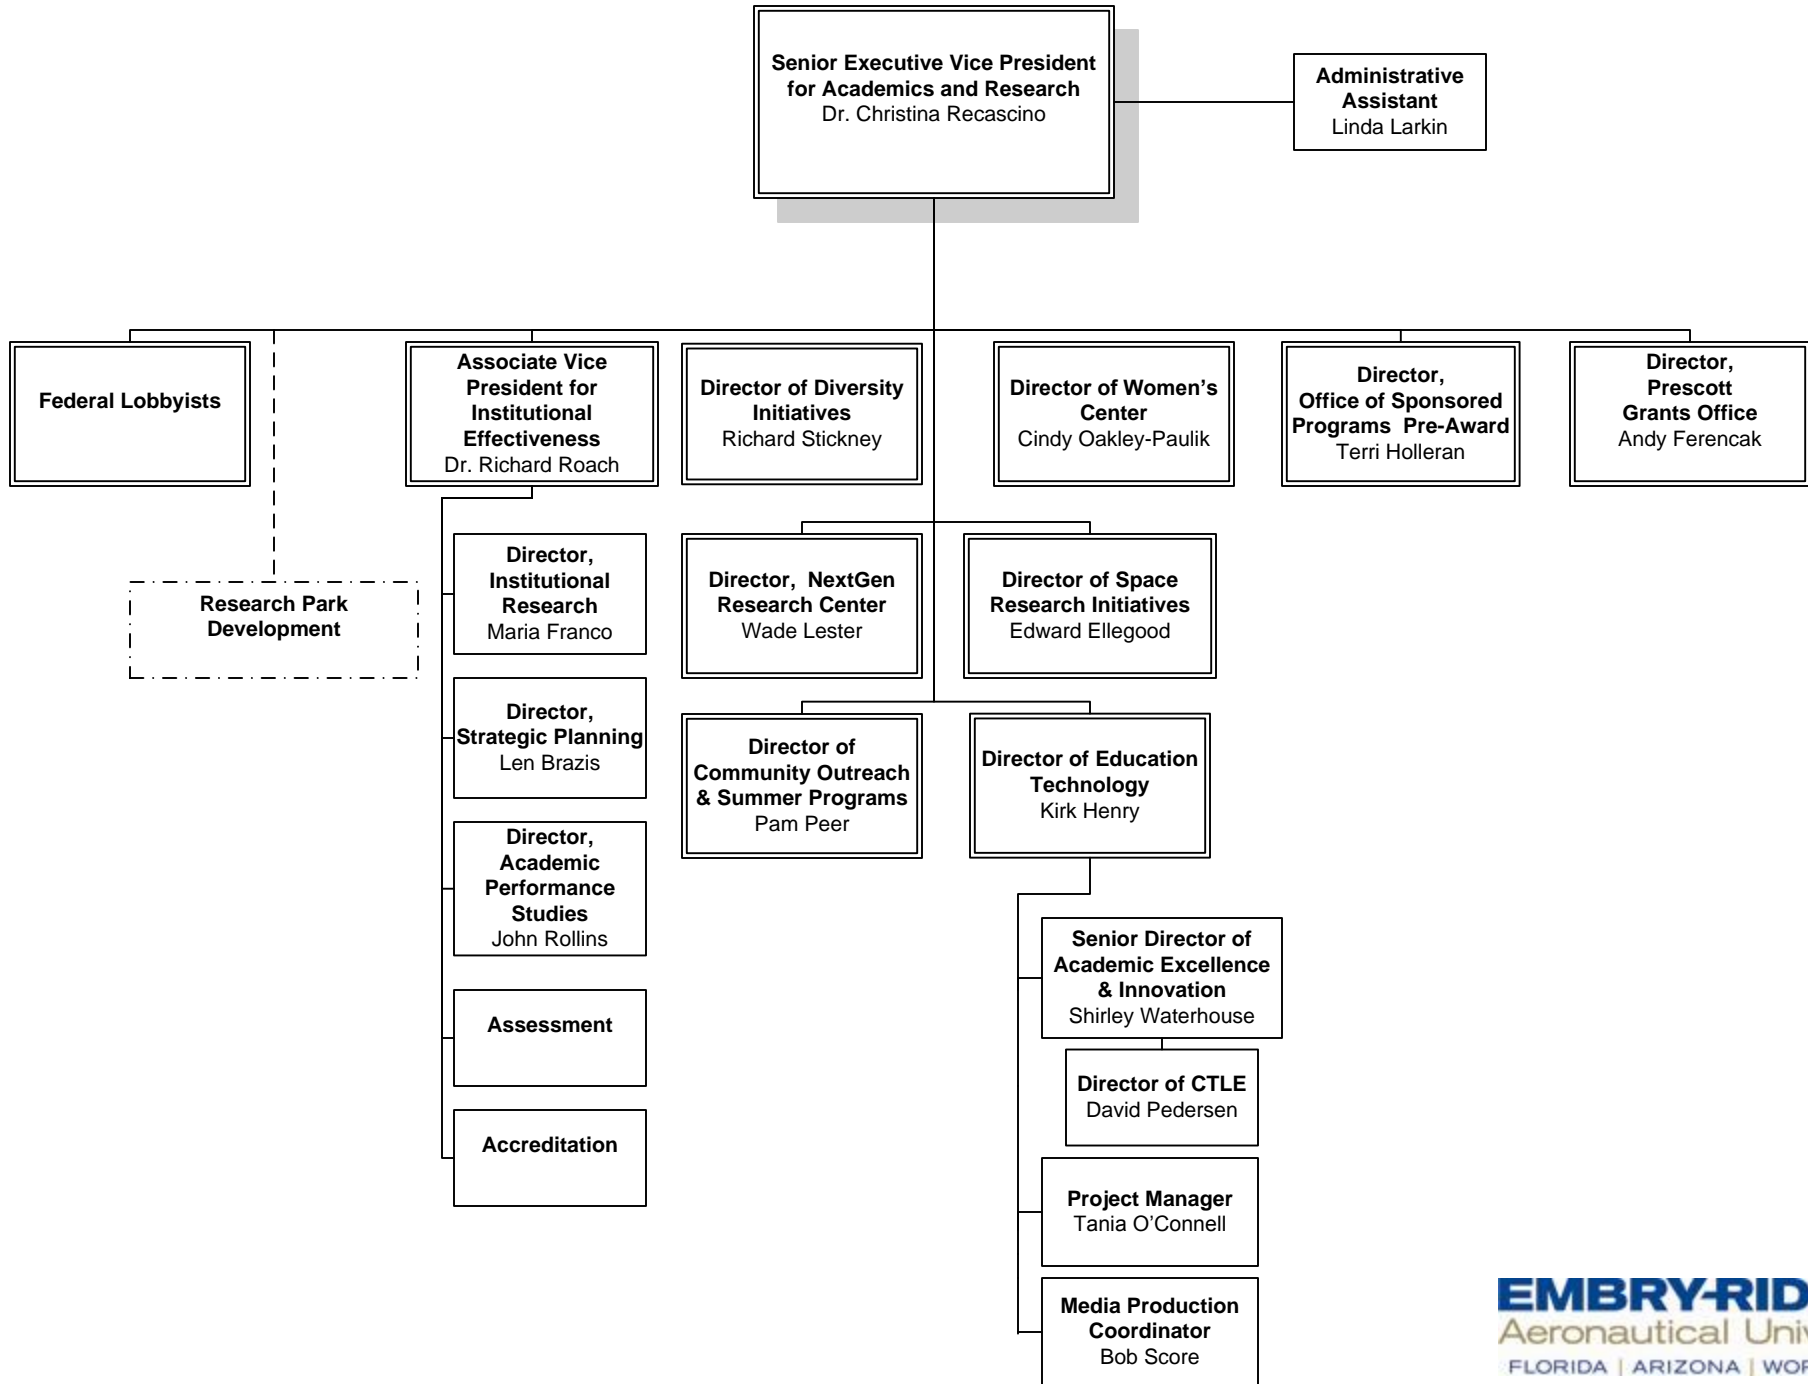 Senior Executive Vice President
for Academics and Research
Dr. Christina Recascino
Administrative
Assistant
Linda Larkin
Federal Lobbyists
Associate Vice
President for
Institutional
Effectiveness
Dr. Richard Roach
Director of Diversity
Initiatives
Richard Stickney
Director of Women's
Center
Cindy Oakley-Paulik
Director,
Office of Sponsored
Programs Pre-Award
Terri Holleran
Director,
Prescott
Grants Office
Andy Ferencak
Research Park
Development
Director,
Institutional
Research
Maria Franco
Director, NextGen
Research Center
Wade Lester
Director of Space
Research Initiatives
Edward Ellegood
Director,
Strategic Planning
Len Brazis
Director of
Community Outreach
& Summer Programs
Pam Peer
Director of Education
Technology
Kirk Henry
Director,
Academic
Performance
Studies
John Rollins
Assessment
Accreditation
Senior Director of
Academic Excellence
& Innovation
Shirley Waterhouse
Director of CTLE
David Pedersen
Project Manager
Tania O'Connell
Media Production
Coordinator
Bob Score
EMBRY-RID
Aeronautical Univ
FLORIDA | ARIZONA | WOR